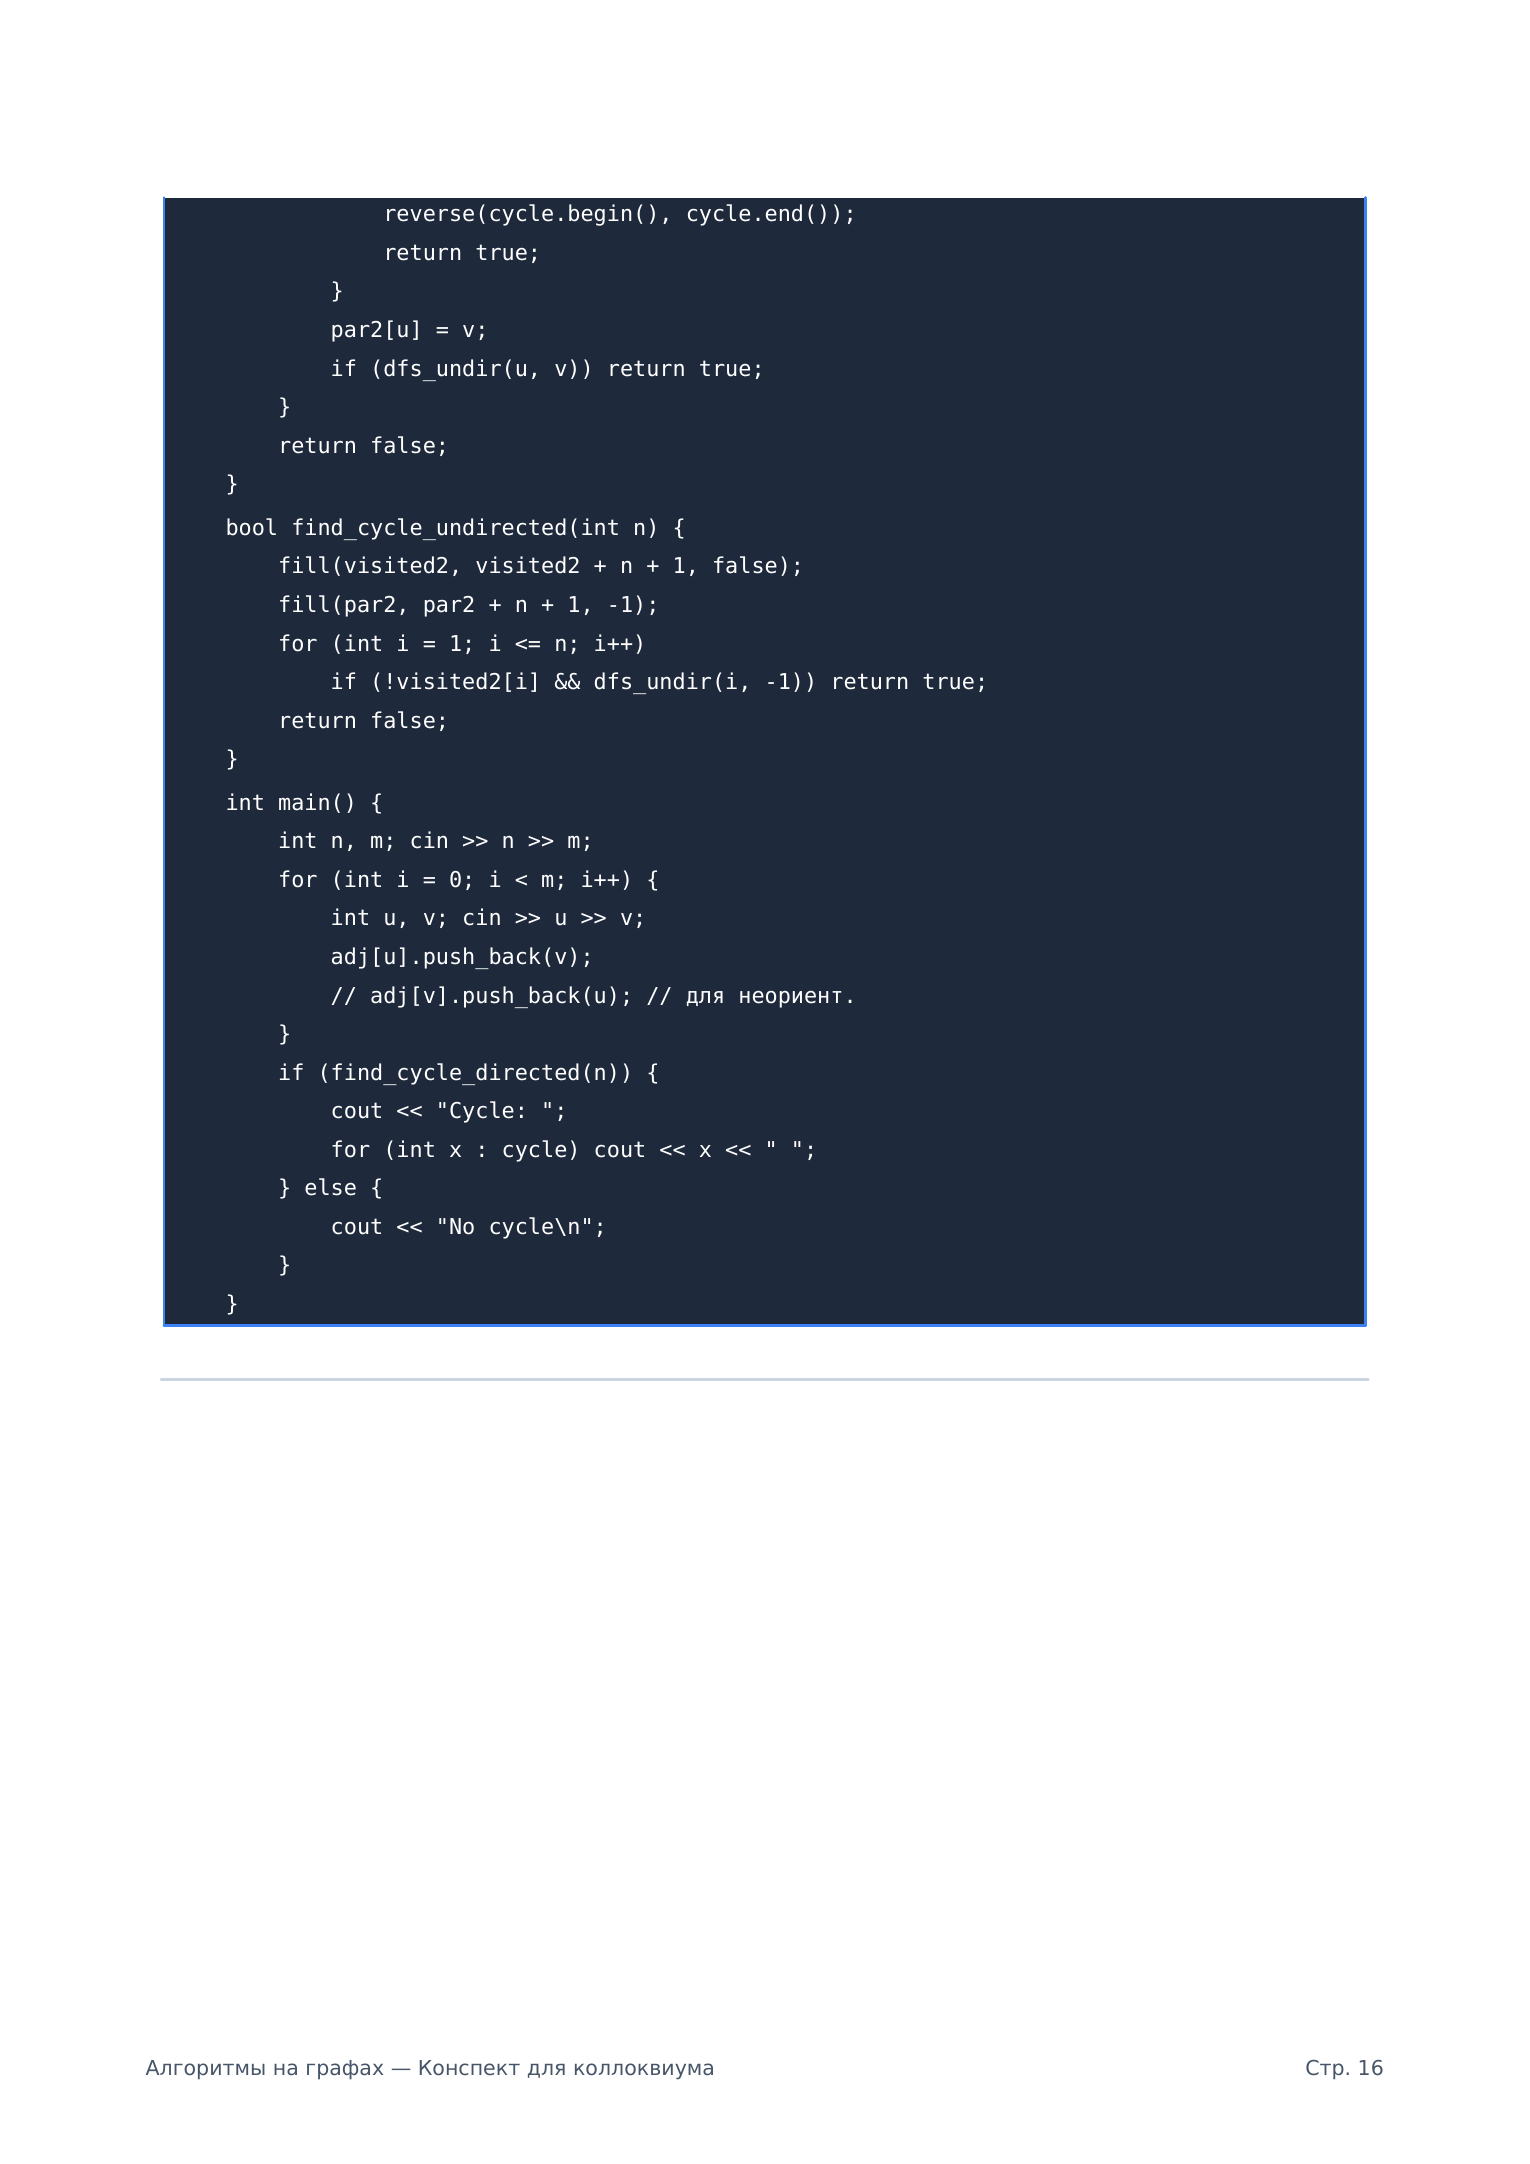 reverse(cycle.begin(), cycle.end());
return true;
}
par2[u] = v;
if (dfs_undir(u, v)) return true;
}
return false;
}
bool find_cycle_undirected(int n) {
fill(visited2, visited2 + n + 1, false);
fill(par2, par2 + n + 1, -1);
for (int i = 1; i <= n; i++)
if (!visited2[i] && dfs_undir(i, -1)) return true;
return false;
}
int main() {
int n, m; cin >> n >> m;
for (int i = 0; i < m; i++) {
int u, v; cin >> u >> v;
adj[u].push_back(v);
// adj[v].push_back(u); // для неориент.
}
if (find_cycle_directed(n)) {
cout << "Cycle: ";
for (int x : cycle) cout << x << " ";
} else {
cout << "No cycle\n";
}
}
Алгоритмы на графах — Конспект для коллоквиума Стр. 16